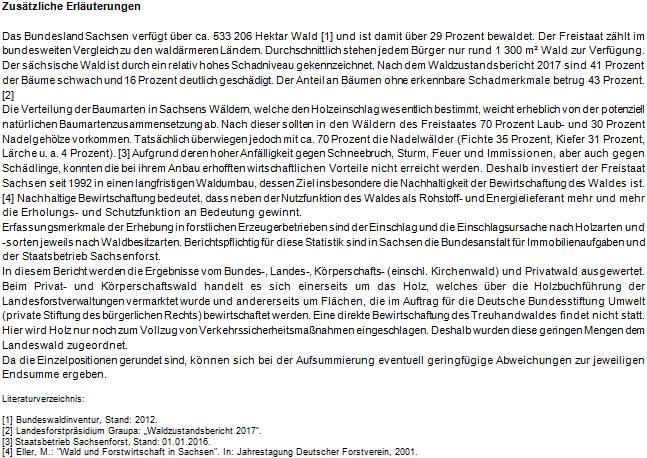 Zusätzliche Erläuterungen
Das Bundesland Sachsen verfügt über ca. 533 206 Hektar Wald [1] und ist damit über 29 Prozent bewaldet. Der Freistaat zählt im
bundesweiten Vergleich zu den waldärmeren Ländern. Durchschnittlich stehen jedem Bürger nur rund 1 300 m² Wald zur Verfügung.
Der sächsische Wald ist durch ein relativ hohes Schadniveau gekennzeichnet. Nach dem Waldzustandsbericht 2017 sind 41 Prozent
der Bäume schwach und 16 Prozent deutlich geschädigt. Der Anteil an Bäumen ohne erkennbare Schadmerkmale betrug 43 Prozent.
[2]
Die Verteilung der Baumarten in Sachsens Wäldern, welche den Holzeinschlag wesentlich bestimmt, weicht erheblich von der potenziell
natürlichen Baumartenzusammensetzung ab. Nach dieser sollten in den Wäldern des Freistaates 70 Prozent Laub- und 30 Prozent
Nadelgehölze vorkommen. Tatsächlich überwiegen jedoch mit ca. 70 Prozent die Nadelwälder (Fichte 35 Prozent, Kiefer 31 Prozent,
Lärche u. a. 4 Prozent). [3] Aufgrund deren hoher Anfälligkeit gegen Schneebruch, Sturm, Feuer und Immissionen, aber auch gegen
Schädlinge, konnten die bei ihrem Anbau erhofften wirtschaftlichen Vorteile nicht erreicht werden. Deshalb investiert der Freistaat
Sachsen seit 1992 in einen langfristigen Waldumbau, dessen Ziel insbesondere die Nachhaltigkeit der Bewirtschaftung des Waldes ist.
[4] Nachhaltige Bewirtschaftung bedeutet, dass neben der Nutzfunktion des Waldes als Rohstoff- und Energielieferant mehr und mehr
die Erholungs- und Schutzfunktion an Bedeutung gewinnt.
Erfassungsmerkmale der Erhebung in forstlichen Erzeugerbetrieben sind der Einschlag und die Einschlagsursache nach Holzarten und
-sorten jeweils nach Waldbesitzarten. Berichtspflichtig für diese Statistik sind in Sachsen die Bundesanstalt für Immobilienaufgaben und
der Staatsbetrieb Sachsenforst.
In diesem Bericht werden die Ergebnisse vom Bundes-, Landes-, Körperschafts- (einschl. Kirchenwald) und Privatwald ausgewertet.
Beim Privat- und Körperschaftswald handelt es sich einerseits um das Holz, welches über die Holzbuchführung der
Landesforstverwaltungen vermarktet wurde und andererseits um Flächen, die im Auftrag für die Deutsche Bundesstiftung Umwelt
(private Stiftung des bürgerlichen Rechts) bewirtschaftet werden. Eine direkte Bewirtschaftung des Treuhandwaldes findet nicht statt.
Hier wird Holz nur noch zum Vollzug von Verkehrssicherheitsmaßnahmen eingeschlagen. Deshalb wurden diese geringen Mengen dem
Landeswald zugeordnet.
Da die Einzelpositionen gerundet sind, können sich bei der Aufsummierung eventuell geringfügige Abweichungen zur jeweiligen
Endsumme ergeben.
Literaturverzeichnis:
[1] Bundeswaldinventur, Stand: 2012.
[2] Landesforstpräsidium Graupa: „Waldzustandsbericht 2017“.
[3] Staatsbetrieb Sachsenforst, Stand: 01.01.2016.
[4] Eller, M.: "Wald und Forstwirtschaft in Sachsen". In: Jahrestagung Deutscher Forstverein, 2001.